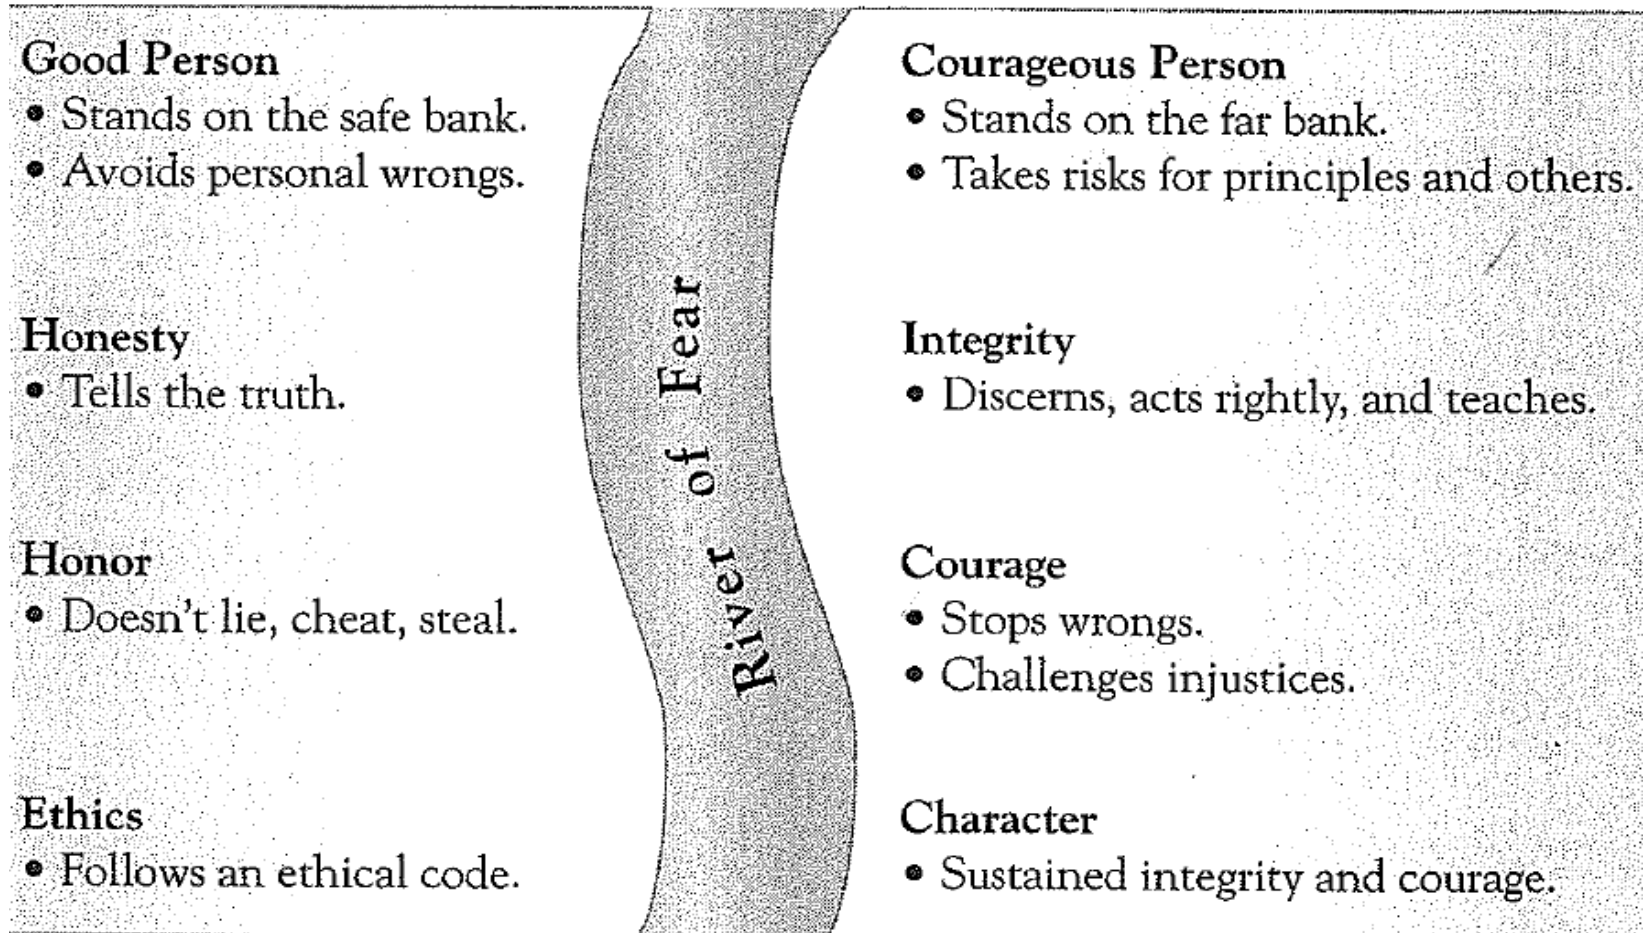 Good Person
• Stands on the safe bank.
• Avoids personal wrongs.
Honesty
• Tells the truth.
Honor
• Doesn't lie, cheat, steal.
Ethics
• Follows an ethical code.
River of Fear
Courageous Person
• Stands on the far bank.
• Takes risks for principles and others.
Integrity
• Discerns, acts rightly, and teaches.
Courage
• Stops wrongs.
• Challenges injustices.
Character
• Sustained integrity and courage.